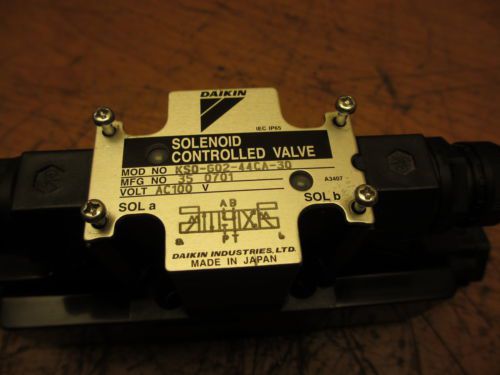 DAIKIN
IEC IP65
SOLENOID
CONTROLLED VALVE
MOD NO KSO-G02-44CA-30
MFG NO 35 0701
VOLT AC100 V
A3407
SOL a
SOL b
A B
a
P T
b
DAIKIN INDUSTRIES, LTD.
MADE IN JAPAN